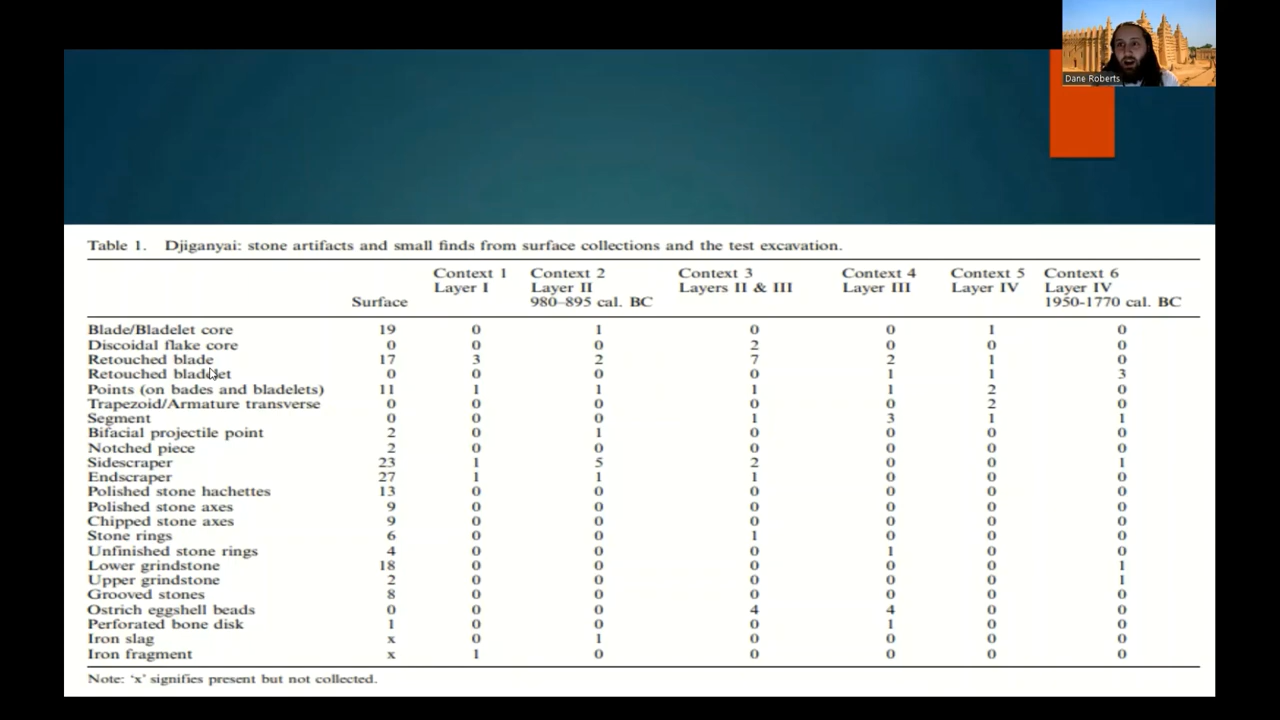 Dane Roberts
Table 1. Djiganyai: stone artifacts and small finds from surface collections and the test excavation.
Context 1 Context 2 Context 3 Context 4 Context 5 Context 6
Layer I Layer II Layers II & III Layer III Layer IV Layer IV
Surface 980–895 cal. BC 1950-1770 cal. BC
Blade/Bladelet core 19 0 1 0 0 1 0
Discoidal flake core 0 0 0 2 0 0 0
Retouched blade 17 3 2 7 2 1 0
Retouched bladelet 0 0 0 0 1 1 3
Points (on bades and bladelets) 11 1 1 1 1 2 0
Trapezoid/Armature transverse 0 0 0 0 0 2 0
Segment 0 0 0 1 3 1 1
Bifacial projectile point 2 0 1 0 0 0 0
Notched piece 2 0 0 0 0 0 0
Sidescraper 23 1 5 2 0 0 1
Endscraper 27 1 1 1 0 0 0
Polished stone hachettes 13 0 0 0 0 0 0
Polished stone axes 9 0 0 0 0 0 0
Chipped stone axes 9 0 0 0 0 0 0
Stone rings 6 0 0 1 0 0 0
Unfinished stone rings 4 0 0 0 1 0 0
Lower grindstone 18 0 0 0 0 0 1
Upper grindstone 2 0 0 0 0 0 1
Grooved stones 8 0 0 0 0 0 0
Ostrich eggshell beads 0 0 0 4 4 0 0
Perforated bone disk 1 0 0 0 1 0 0
Iron slag x 0 1 0 0 0 0
Iron fragment x 1 0 0 0 0 0
Note: ‘x’ signifies present but not collected.